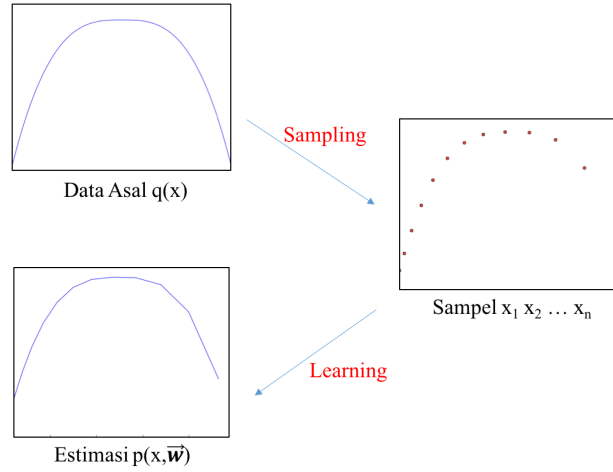 Data Asal q(x)
Sampling
Sampel x₁ x₂ … xₙ
Learning
Estimasi p(x,w⃗)